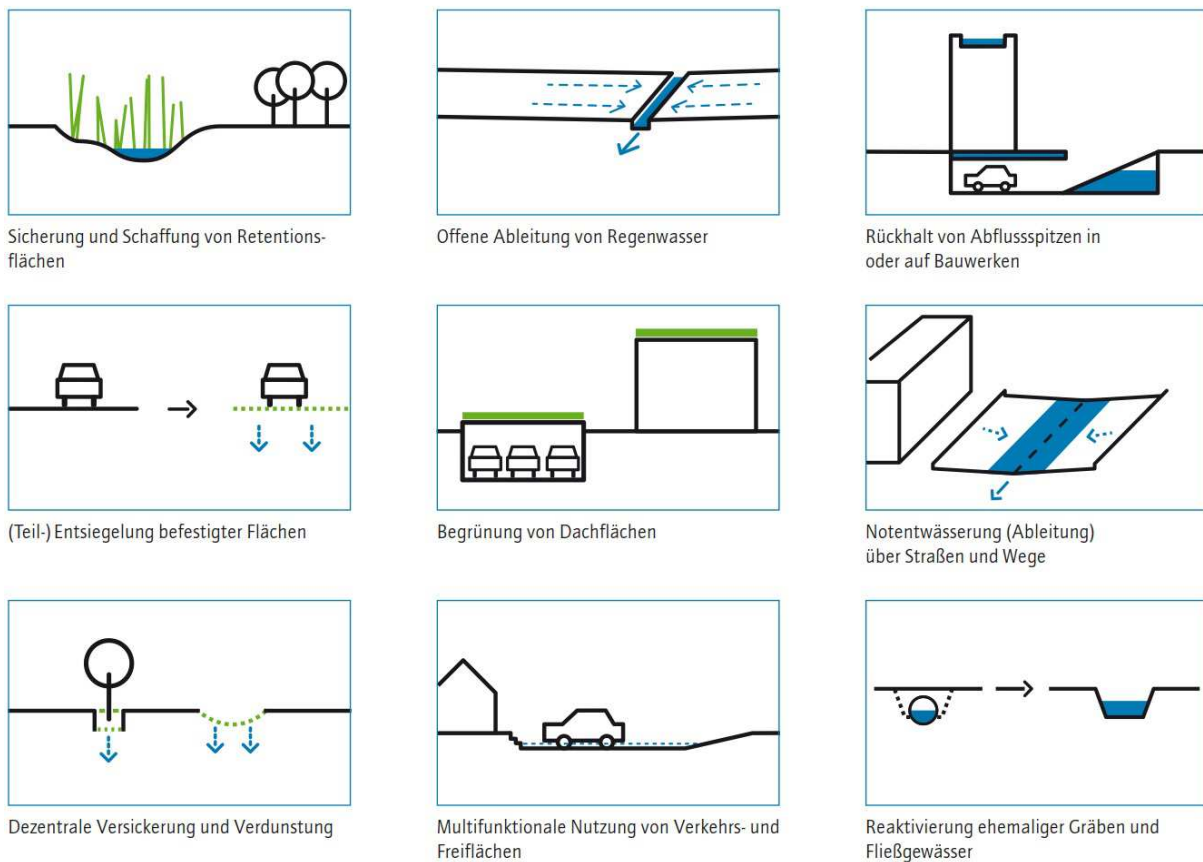 Sicherung und Schaffung von Retentions-
flächen
Offene Ableitung von Regenwasser
Rückhalt von Abflussspitzen in
oder auf Bauwerken
(Teil-) Entsiegelung befestigter Flächen
Begrünung von Dachflächen
Notentwässerung (Ableitung)
über Straßen und Wege
Dezentrale Versickerung und Verdunstung
Multifunktionale Nutzung von Verkehrs- und
Freiflächen
Reaktivierung ehemaliger Gräben und
Fließgewässer